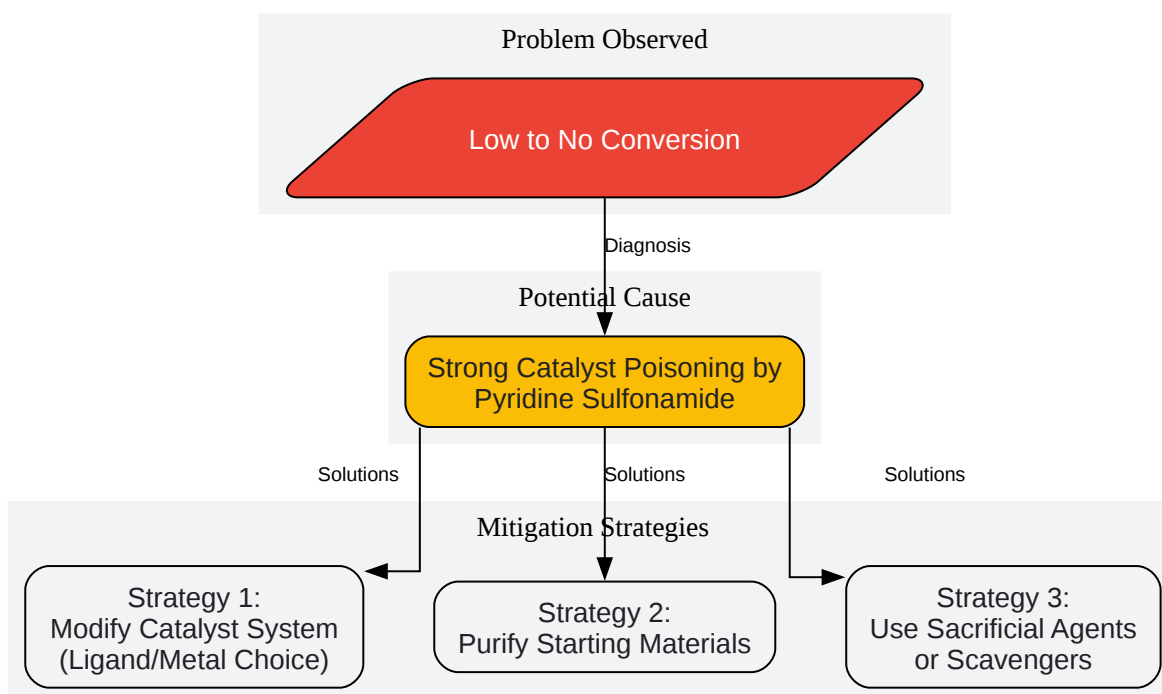 Problem Observed
Low to No Conversion
Diagnosis
Potential Cause
Strong Catalyst Poisoning by
Pyridine Sulfonamide
Solutions
Solutions
Solutions
Mitigation Strategies
Strategy 1:
Modify Catalyst System
(Ligand/Metal Choice)
Strategy 2:
Purify Starting Materials
Strategy 3:
Use Sacrificial Agents
or Scavengers